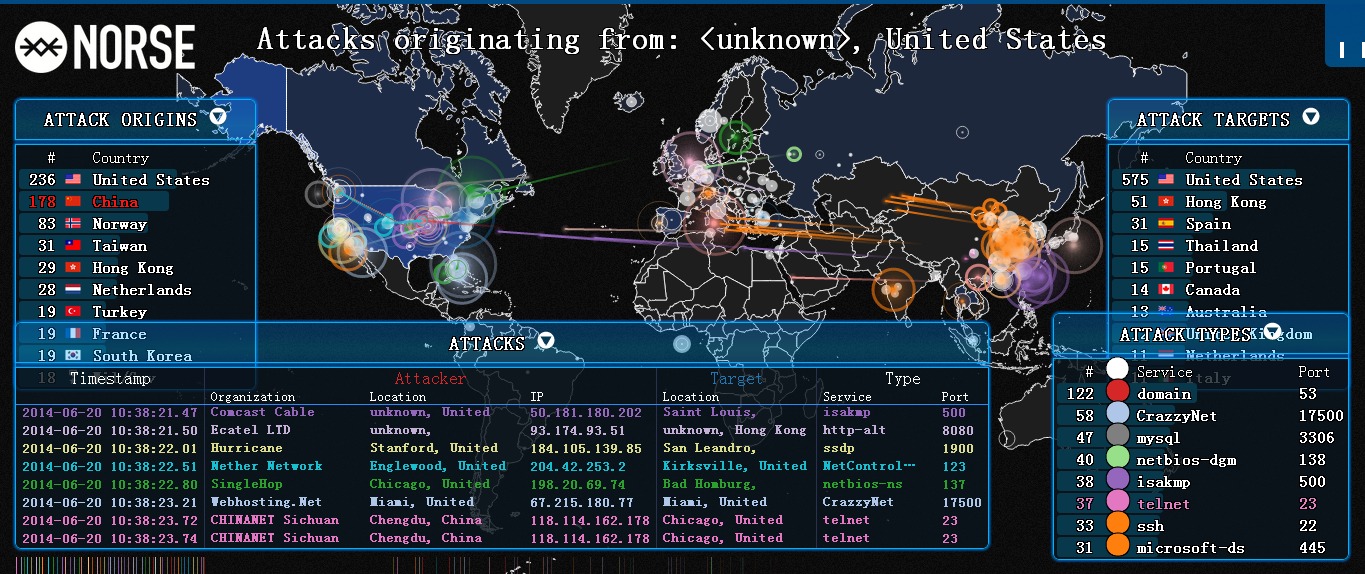 NORSE
Attacks originating from: <unknown>, United States
ATTACK ORIGINS
# Country
236 United States
178 China
83 Norway
31 Taiwan
29 Hong Kong
28 Netherlands
19 Turkey
19 France
19 South Korea
18
ATTACK TARGETS
# Country
575 United States
51 Hong Kong
31 Spain
15 Thailand
15 Portugal
14 Canada
13 Australia
Kingdom
11 Netherlands
Italy
ATTACKS
Timestamp Attacker Target Type
Organization Location IP Location Service Port
2014-06-20 10:38:21.47 Comcast Cable unknown, United 50.181.180.202 Saint Louis, isakmp 500
2014-06-20 10:38:21.50 Ecatel LTD unknown, 93.174.93.51 unknown, Hong Kong http-alt 8080
2014-06-20 10:38:22.01 Hurricane Stanford, United 184.105.139.85 San Leandro, ssdp 1900
2014-06-20 10:38:22.51 Nether Network Englewood, United 204.42.253.2 Kirksville, United NetControl… 123
2014-06-20 10:38:22.80 SingleHop Chicago, United 198.20.69.74 Bad Homburg, netbios-ns 137
2014-06-20 10:38:23.21 Webhosting.Net Miami, United 67.215.180.77 Miami, United CrazzyNet 17500
2014-06-20 10:38:23.72 CHINANET Sichuan Chengdu, China 118.114.162.178 Chicago, United telnet 23
2014-06-20 10:38:23.74 CHINANET Sichuan Chengdu, China 118.114.162.178 Chicago, United telnet 23
ATTACK TYPES
# Service Port
122 domain 53
58 CrazzyNet 17500
47 mysql 3306
40 netbios-dgm 138
38 isakmp 500
37 telnet 23
33 ssh 22
31 microsoft-ds 445